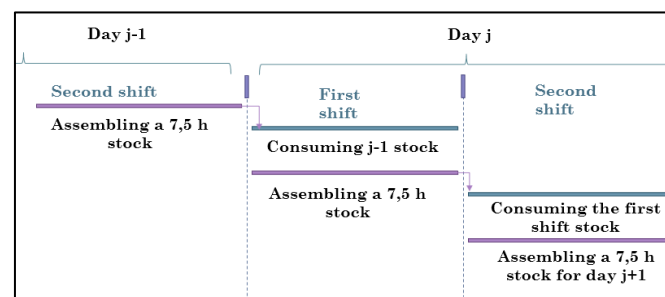 Day j-1
Day j
Second shift
Assembling a 7,5 h
stock
First
shift
Consuming j-1 stock
Assembling a 7,5 h
stock
Second
shift
Consuming the first
shift stock
Assembling a 7,5 h
stock for day j+1